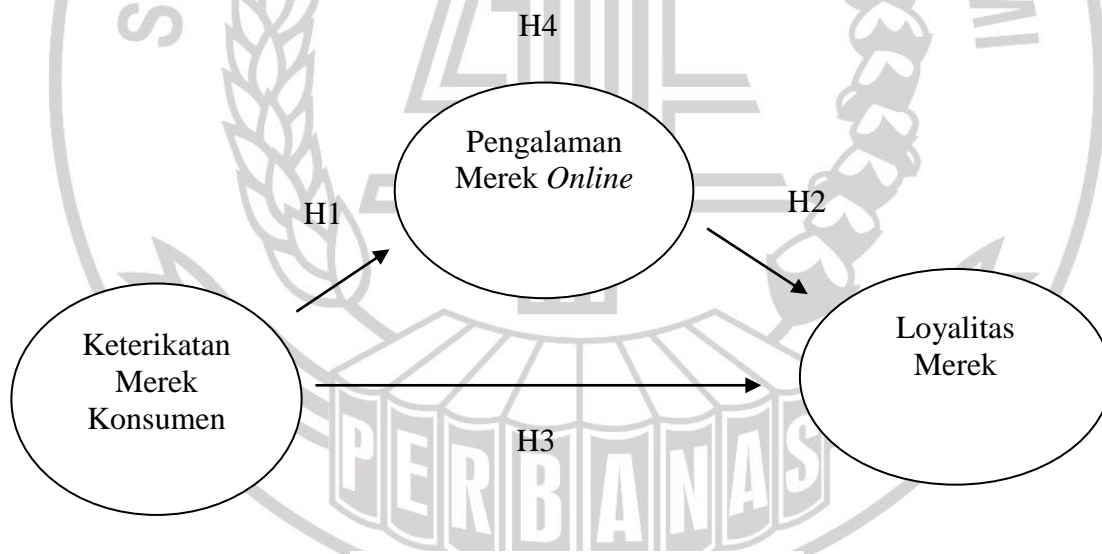 H4
Pengalaman
Merek Online
H1
H2
Keterikatan
Merek
Konsumen
Loyalitas
Merek
H3
PERBANAS